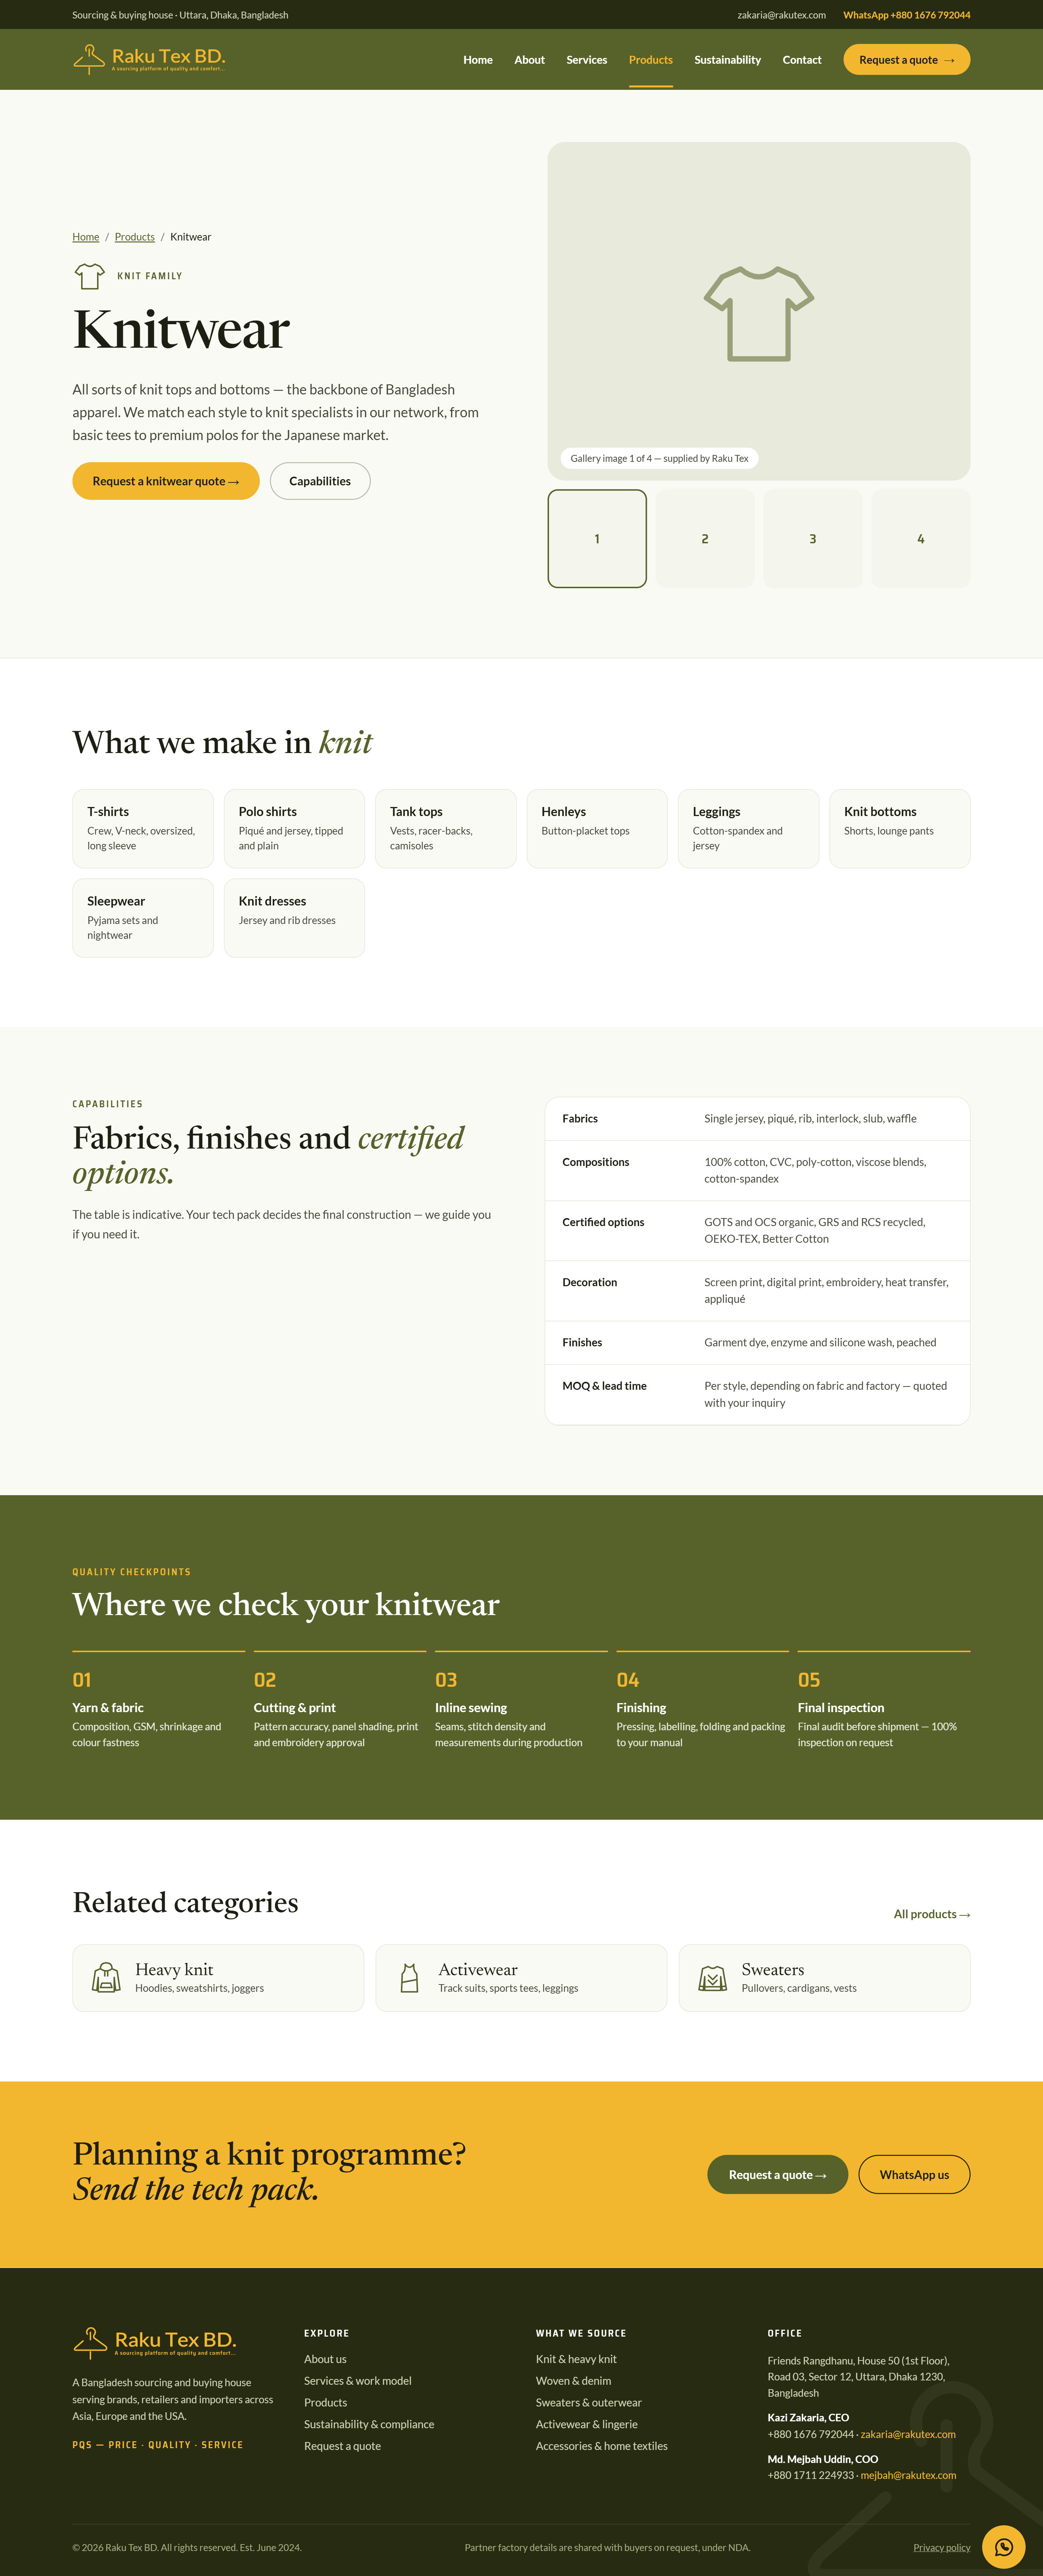 Sourcing & buying house · Uttara, Dhaka, Bangladesh
zakaria@rakutex.com
WhatsApp +880 1676 792044
Raku Tex BD.
A sourcing platform of quality and comfort...
Home
About
Services
Products
Sustainability
Contact
Request a quote →
Home / Products / Knitwear
KNIT FAMILY
Knitwear
All sorts of knit tops and bottoms — the backbone of Bangladesh
apparel. We match each style to knit specialists in our network, from
basic tees to premium polos for the Japanese market.
Request a knitwear quote →
Capabilities
Gallery image 1 of 4 — supplied by Raku Tex
1
2
3
4
What we make in knit
T-shirts
Crew, V-neck, oversized,
long sleeve
Polo shirts
Piqué and jersey, tipped
and plain
Tank tops
Vests, racer-backs,
camisoles
Henleys
Button-placket tops
Leggings
Cotton-spandex and
jersey
Knit bottoms
Shorts, lounge pants
Sleepwear
Pyjama sets and
nightwear
Knit dresses
Jersey and rib dresses
CAPABILITIES
Fabrics, finishes and certified
options.
The table is indicative. Your tech pack decides the final construction — we guide you
if you need it.
Fabrics
Single jersey, piqué, rib, interlock, slub, waffle
Compositions
100% cotton, CVC, poly-cotton, viscose blends,
cotton-spandex
Certified options
GOTS and OCS organic, GRS and RCS recycled,
OEKO-TEX, Better Cotton
Decoration
Screen print, digital print, embroidery, heat transfer,
appliqué
Finishes
Garment dye, enzyme and silicone wash, peached
MOQ & lead time
Per style, depending on fabric and factory — quoted
with your inquiry
QUALITY CHECKPOINTS
Where we check your knitwear
01
Yarn & fabric
Composition, GSM, shrinkage and
colour fastness
02
Cutting & print
Pattern accuracy, panel shading, print
and embroidery approval
03
Inline sewing
Seams, stitch density and
measurements during production
04
Finishing
Pressing, labelling, folding and packing
to your manual
05
Final inspection
Final audit before shipment — 100%
inspection on request
Related categories
All products →
Heavy knit
Hoodies, sweatshirts, joggers
Activewear
Track suits, sports tees, leggings
Sweaters
Pullovers, cardigans, vests
Planning a knit programme?
Send the tech pack.
Request a quote →
WhatsApp us
Raku Tex BD.
A sourcing platform of quality and comfort...
A Bangladesh sourcing and buying house
serving brands, retailers and importers across
Asia, Europe and the USA.
PQS — PRICE · QUALITY · SERVICE
EXPLORE
About us
Services & work model
Products
Sustainability & compliance
Request a quote
WHAT WE SOURCE
Knit & heavy knit
Woven & denim
Sweaters & outerwear
Activewear & lingerie
Accessories & home textiles
OFFICE
Friends Rangdhanu, House 50 (1st Floor),
Road 03, Sector 12, Uttara, Dhaka 1230,
Bangladesh
Kazi Zakaria, CEO
+880 1676 792044 · zakaria@rakutex.com
Md. Mejbah Uddin, COO
+880 1711 224933 · mejbah@rakutex.com
© 2026 Raku Tex BD. All rights reserved. Est. June 2024.
Partner factory details are shared with buyers on request, under NDA.
Privacy policy